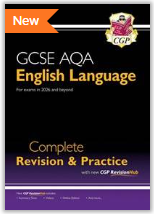 New
CGP
GCSE AQA
English Language
For exams in 2026 and beyond
Complete
Revision & Practice
with new CGP RevisionHub